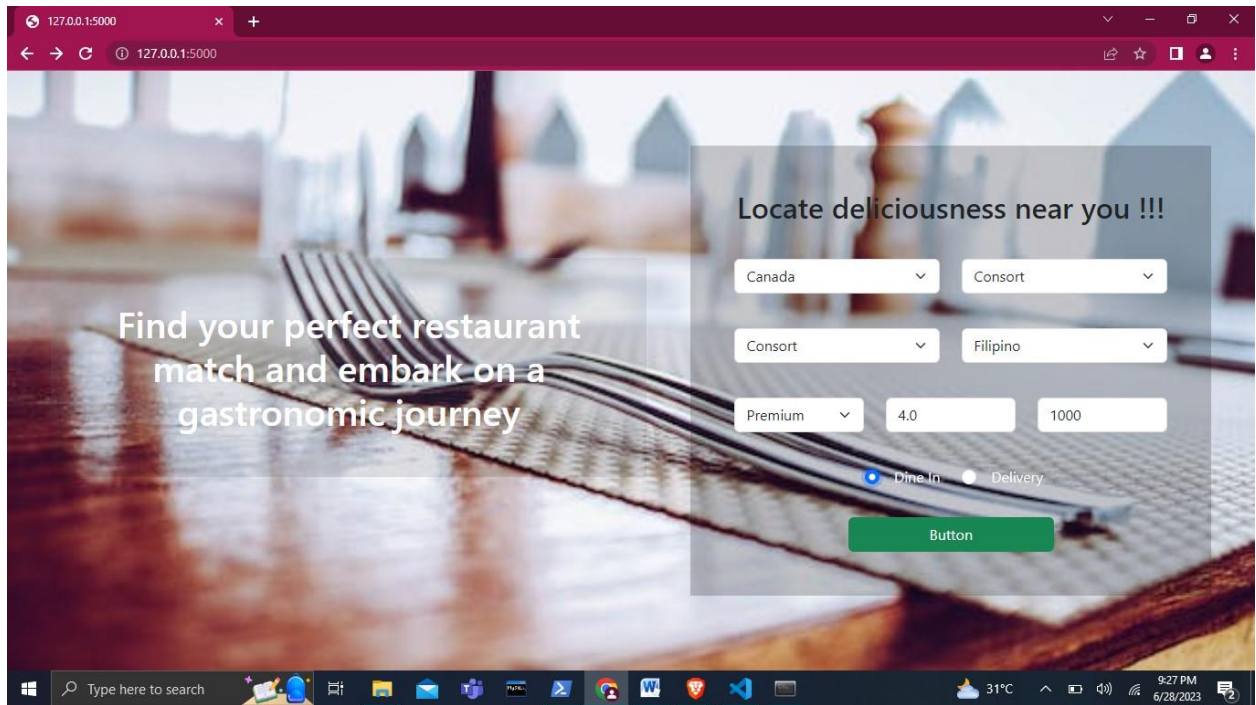 127.0.0.1:5000
127.0.0.1:5000
Locate deliciousness near you !!!
Canada Consort
Find your perfect restaurant
match and embark on a
gastronomic journey
Consort Filipino
Premium 4.0 1000
Dine In Delivery
Button
Type here to search
31°C
9:27 PM
6/28/2023
2